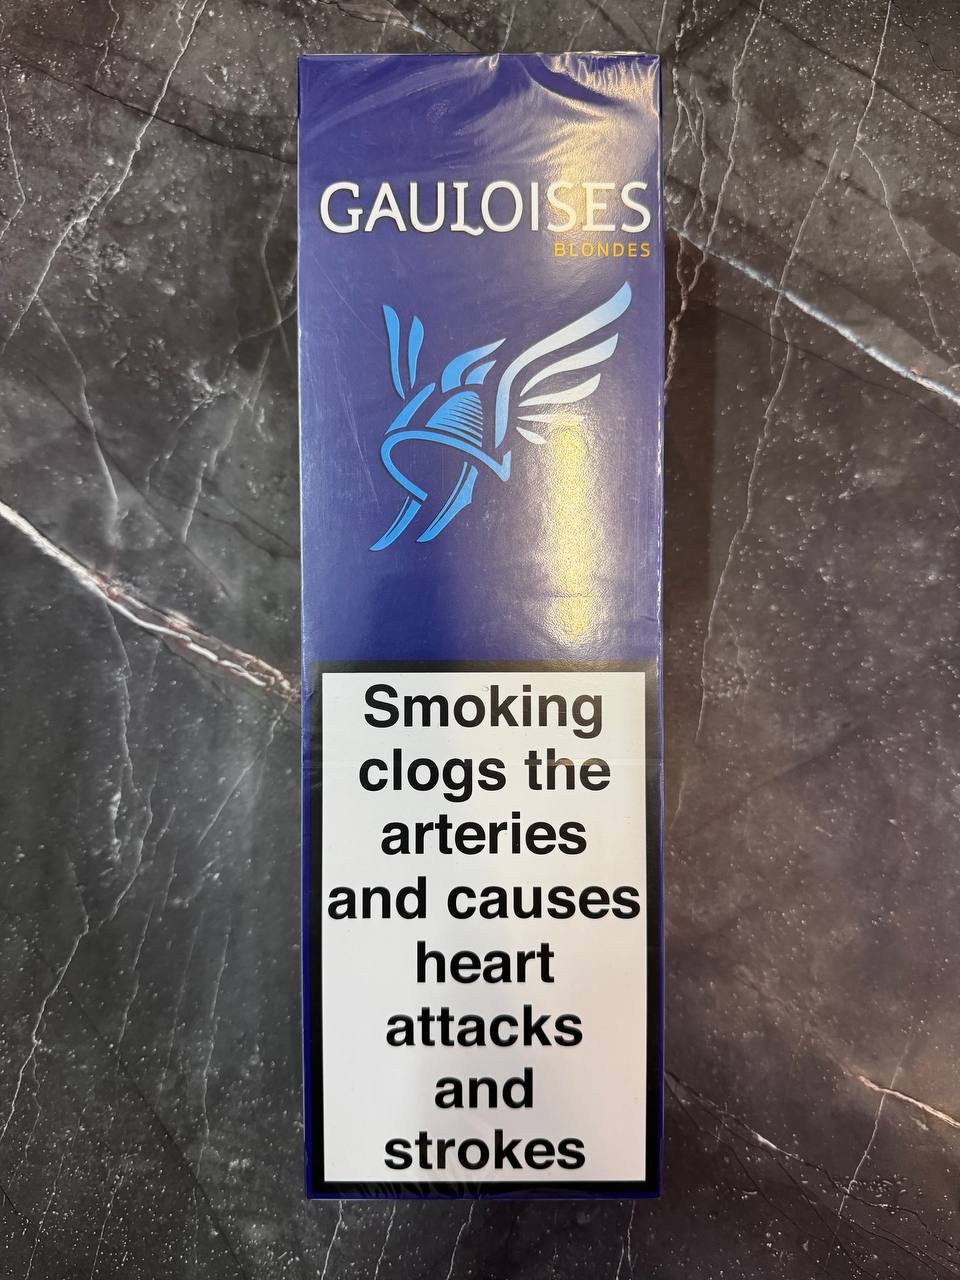 GAULOISES
BLONDES
Smoking
clogs the
arteries
and causes
heart
attacks
and
strokes